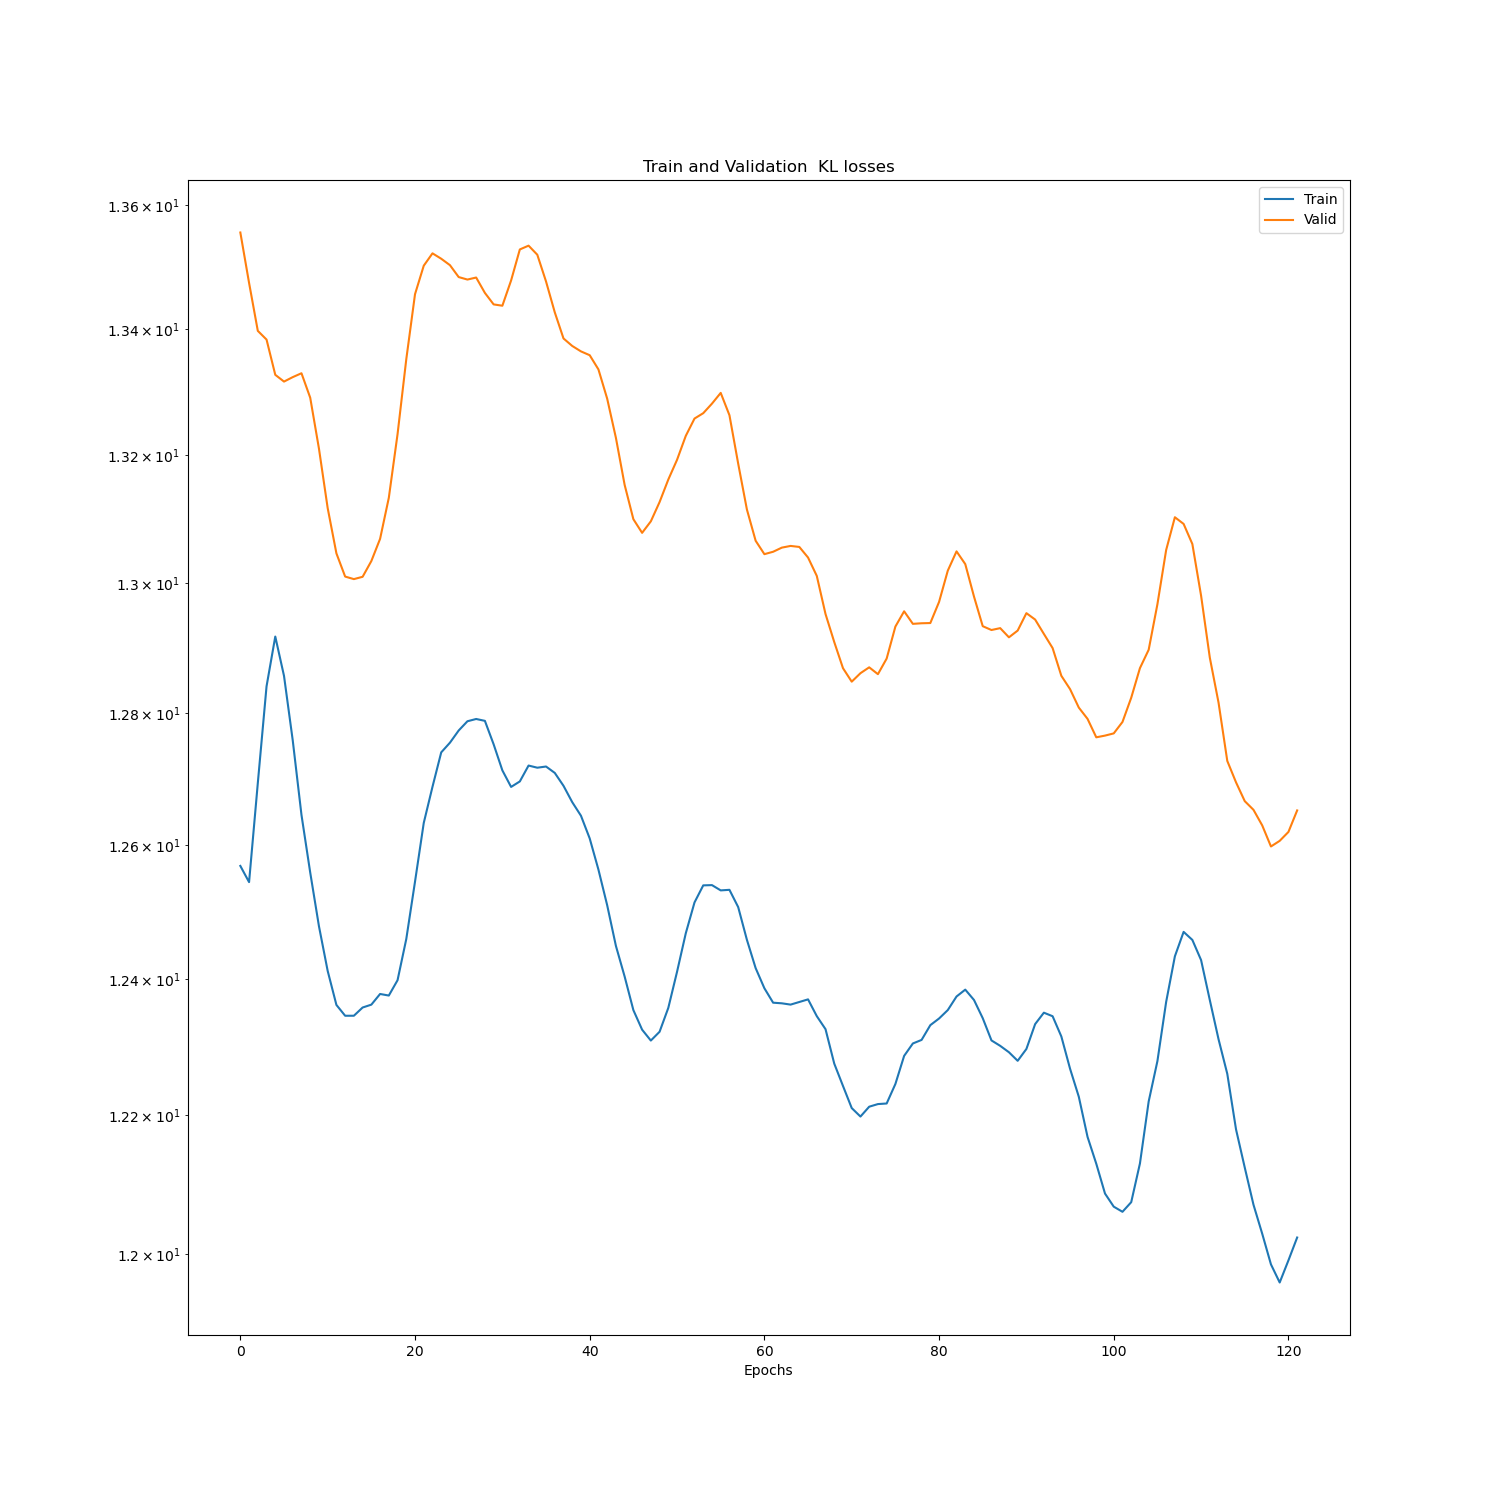 Train and Validation  KL losses
Train
Valid
1.36 × 10¹
1.34 × 10¹
1.32 × 10¹
1.3 × 10¹
1.28 × 10¹
1.26 × 10¹
1.24 × 10¹
1.22 × 10¹
1.2 × 10¹
0 20 40 60 80 100 120
Epochs